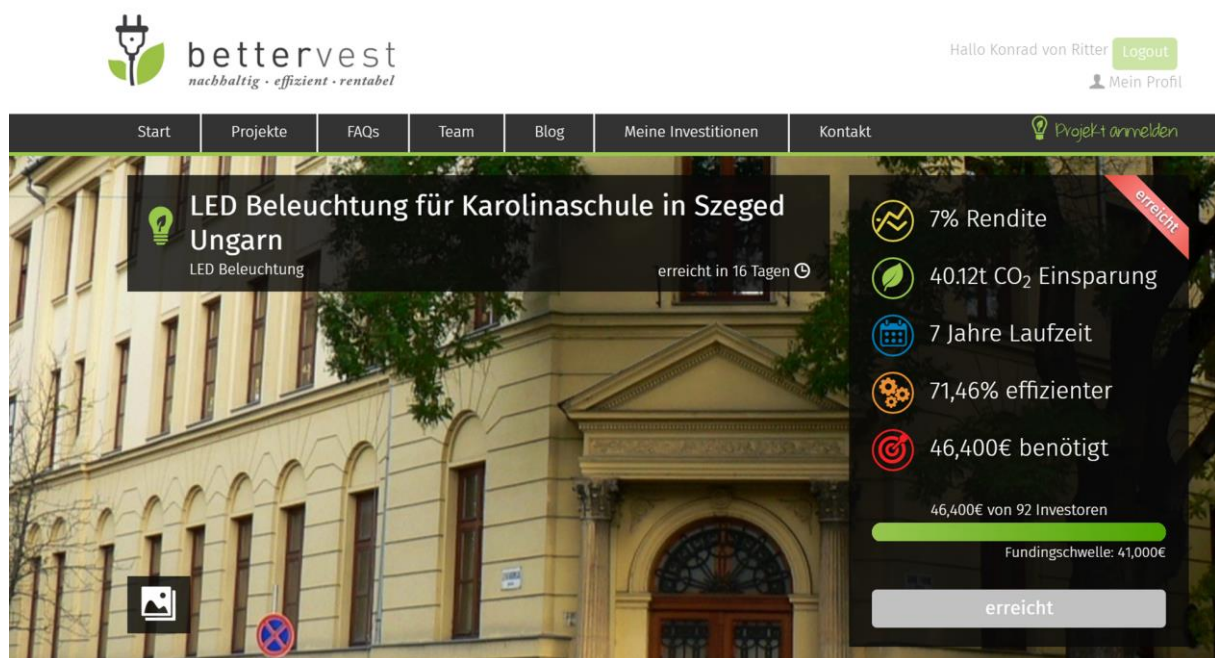 bettervest
nachhaltig · effizient · rentabel
Hallo Konrad von Ritter Logout
Mein Profil
Start Projekte FAQs Team Blog Meine Investitionen Kontakt Projekt anmelden
LED Beleuchtung für Karolinaschule in Szeged
Ungarn
LED Beleuchtung erreicht in 16 Tagen
erreicht
7% Rendite
40.12t CO₂ Einsparung
7 Jahre Laufzeit
71,46% effizienter
46,400€ benötigt
46,400€ von 92 Investoren
Fundingschwelle: 41,000€
erreicht